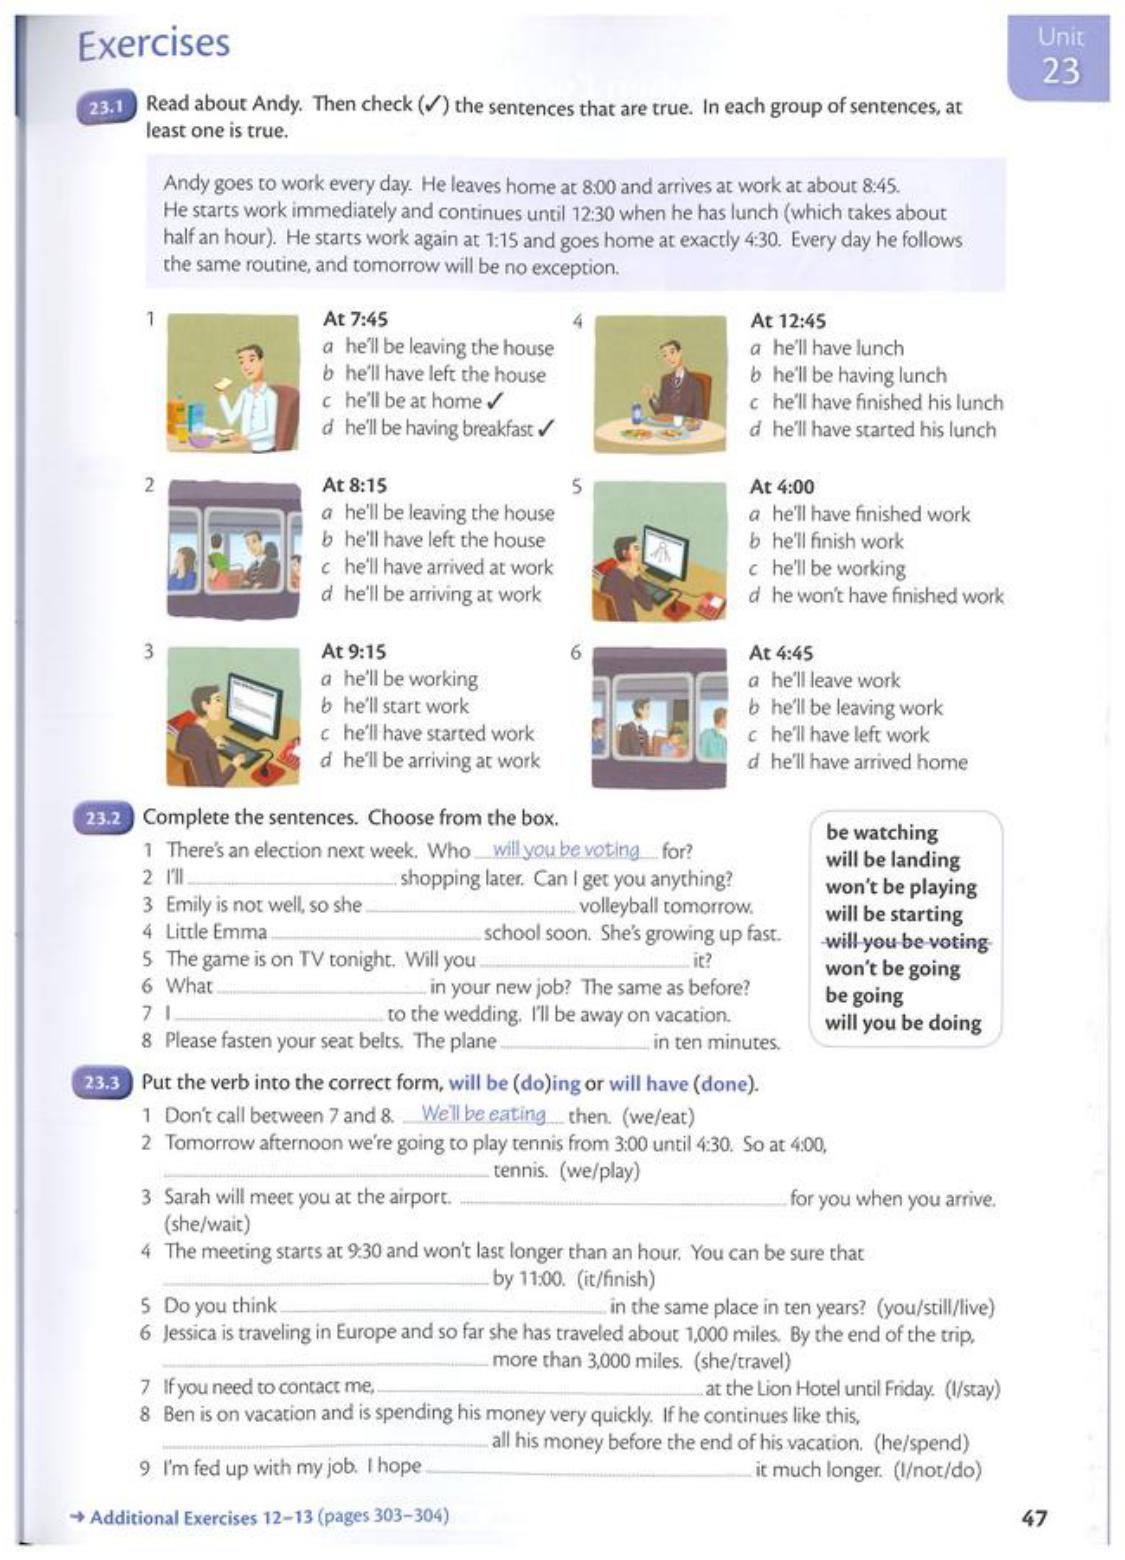 Exercises
Unit
23
23.1 Read about Andy. Then check (✓) the sentences that are true. In each group of sentences, at
least one is true.
Andy goes to work every day. He leaves home at 8:00 and arrives at work at about 8:45.
He starts work immediately and continues until 12:30 when he has lunch (which takes about
half an hour). He starts work again at 1:15 and goes home at exactly 4:30. Every day he follows
the same routine, and tomorrow will be no exception.
1 At 7:45
a he'll be leaving the house
b he'll have left the house
c he'll be at home ✓
d he'll be having breakfast ✓
2 At 8:15
a he'll be leaving the house
b he'll have left the house
c he'll have arrived at work
d he'll be arriving at work
3 At 9:15
a he'll be working
b he'll start work
c he'll have started work
d he'll be arriving at work
4 At 12:45
a he'll have lunch
b he'll be having lunch
c he'll have finished his lunch
d he'll have started his lunch
5 At 4:00
a he'll have finished work
b he'll finish work
c he'll be working
d he won't have finished work
6 At 4:45
a he'll leave work
b he'll be leaving work
c he'll have left work
d he'll have arrived home
23.2 Complete the sentences. Choose from the box.
1 There's an election next week. Who will you be voting for?
2 I'll shopping later. Can I get you anything?
3 Emily is not well, so she volleyball tomorrow.
4 Little Emma school soon. She's growing up fast.
5 The game is on TV tonight. Will you it?
6 What in your new job? The same as before?
7 I to the wedding. I'll be away on vacation.
8 Please fasten your seat belts. The plane in ten minutes.
be watching
will be landing
won't be playing
will be starting
will you be voting
won't be going
be going
will you be doing
23.3 Put the verb into the correct form, will be (do)ing or will have (done).
1 Don't call between 7 and 8. We'll be eating then. (we/eat)
2 Tomorrow afternoon we're going to play tennis from 3:00 until 4:30. So at 4:00,
tennis. (we/play)
3 Sarah will meet you at the airport. for you when you arrive.
(she/wait)
4 The meeting starts at 9:30 and won't last longer than an hour. You can be sure that
by 11:00. (it/finish)
5 Do you think in the same place in ten years? (you/still/live)
6 Jessica is traveling in Europe and so far she has traveled about 1,000 miles. By the end of the trip,
more than 3,000 miles. (she/travel)
7 If you need to contact me, at the Lion Hotel until Friday. (I/stay)
8 Ben is on vacation and is spending his money very quickly. If he continues like this,
all his money before the end of his vacation. (he/spend)
9 I'm fed up with my job. I hope it much longer. (I/not/do)
→ Additional Exercises 12–13 (pages 303–304)
47